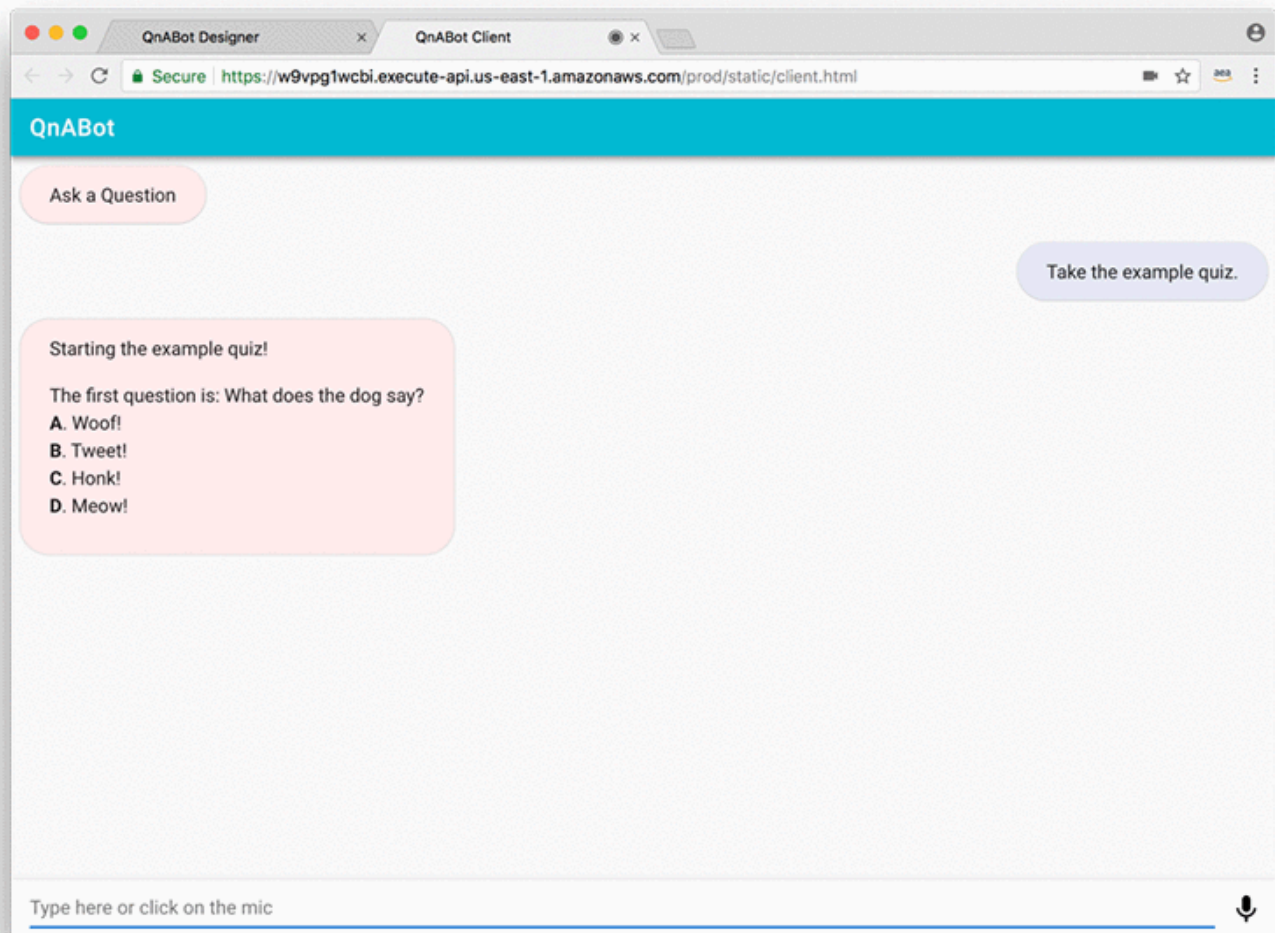 QnABot Designer
QnABot Client
Secure https://w9vpg1wcbi.execute-api.us-east-1.amazonaws.com/prod/static/client.html
QnABot
Ask a Question
Take the example quiz.
Starting the example quiz!
The first question is: What does the dog say?
A. Woof!
B. Tweet!
C. Honk!
D. Meow!
Type here or click on the mic